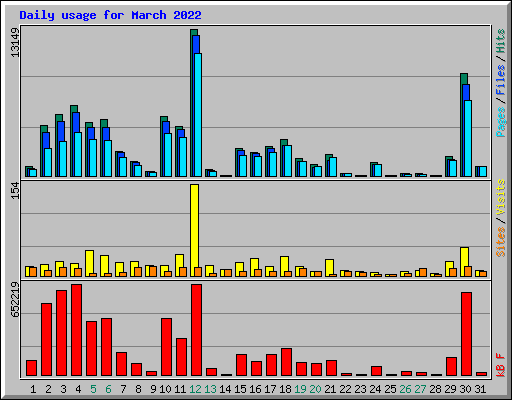 Daily usage for March 2022
13149
Pages / Files / Hits
154
Sites / Visits
652219
kB F
1 2 3 4 5 6 7 8 9 10 11 12 13 14 15 16 17 18 19 20 21 22 23 24 25 26 27 28 29 30 31